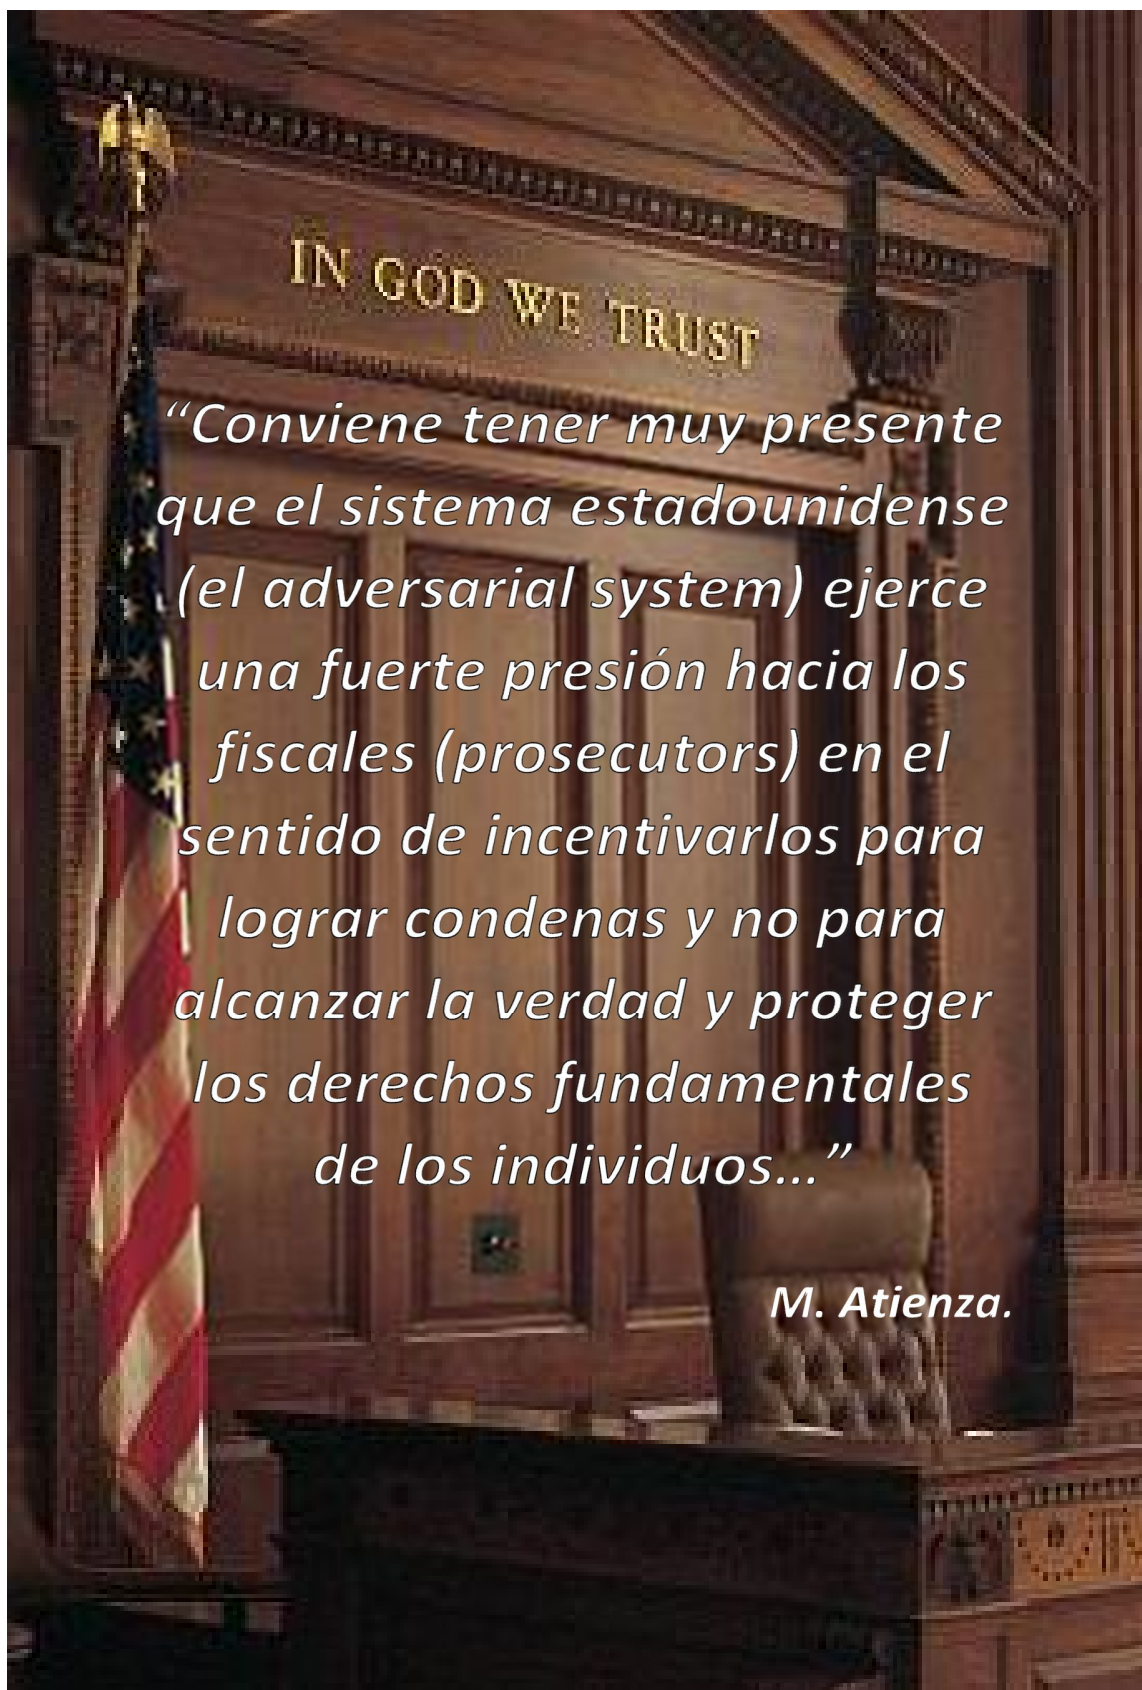 IN GOD WE TRUST
“Conviene tener muy presente
que el sistema estadounidense
(el adversarial system) ejerce
una fuerte presión hacia los
fiscales (prosecutors) en el
sentido de incentivarlos para
lograr condenas y no para
alcanzar la verdad y proteger
los derechos fundamentales
de los individuos...”
M. Atienza.